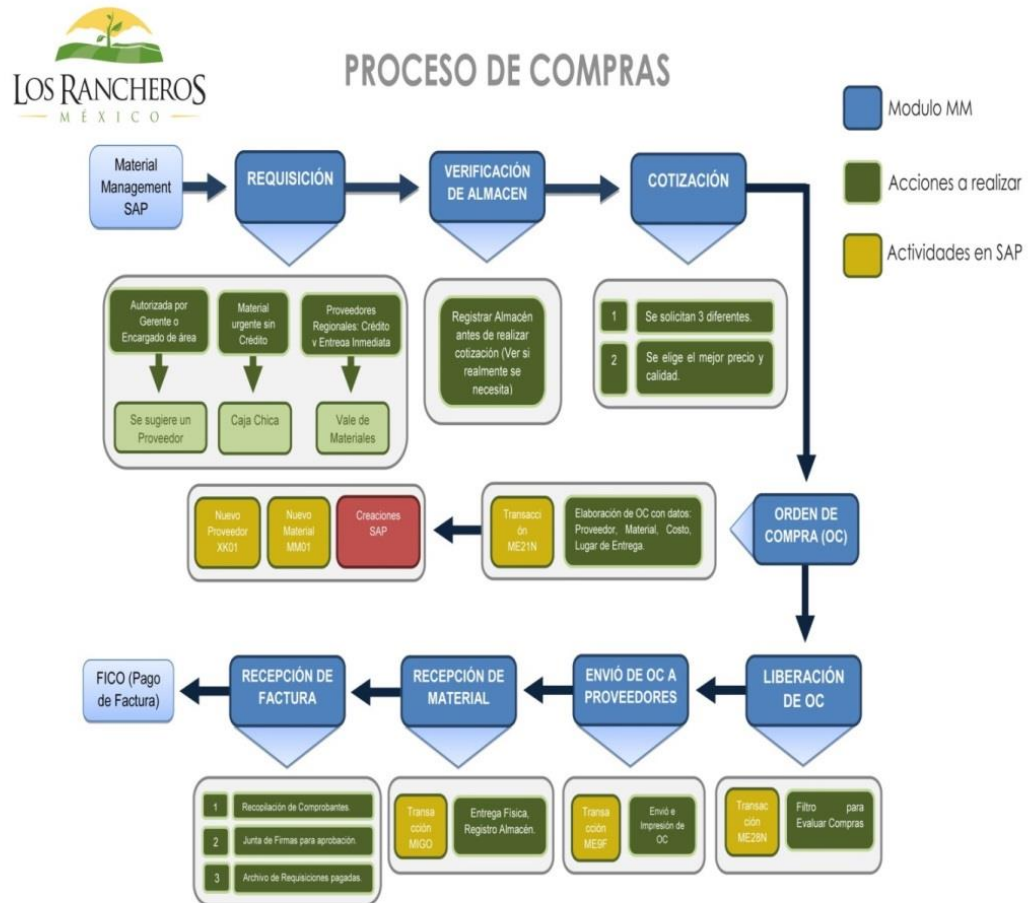 LOS RANCHEROS
MÉXICO
PROCESO DE COMPRAS
Modulo MM
Acciones a realizar
Actividades en SAP
Material
Management
SAP
REQUISICIÓN
VERIFICACIÓN
DE ALMACEN
COTIZACIÓN
Autorizada por
Gerente o
Encargado de área
Material
urgente sin
Crédito
Proveedores
Regionales: Crédito
y Entrega Inmediata
Se sugiere un
Proveedor
Caja Chica
Vale de
Materiales
Registrar Almacén
antes de realizar
cotización (Ver si
realmente se
necesita)
1 Se solicitan 3 diferentes.
2 Se elige el mejor precio y
calidad.
ORDEN DE
COMPRA (OC)
Transacci
ón
ME21N
Elaboración de OC con datos:
Proveedor, Material, Costo,
Lugar de Entrega.
Nuevo
Proveedor
XK01
Nuevo
Material
MM01
Creaciones
SAP
LIBERACIÓN
DE OC
ENVIÓ DE OC A
PROVEEDORES
RECEPCIÓN DE
MATERIAL
RECEPCIÓN DE
FACTURA
FICO (Pago
de Factura)
1 Recopilación de Comprobantes.
2 Junta de Firmas para aprobación.
3 Archivo de Requisiciones pagadas.
Transa
cción
MIGO
Entrega Física,
Registro Almacén.
Transa
cción
ME9F
Envió e
Impresión de
OC
Transac
ción
ME28N
Filtro para
Evaluar Compras